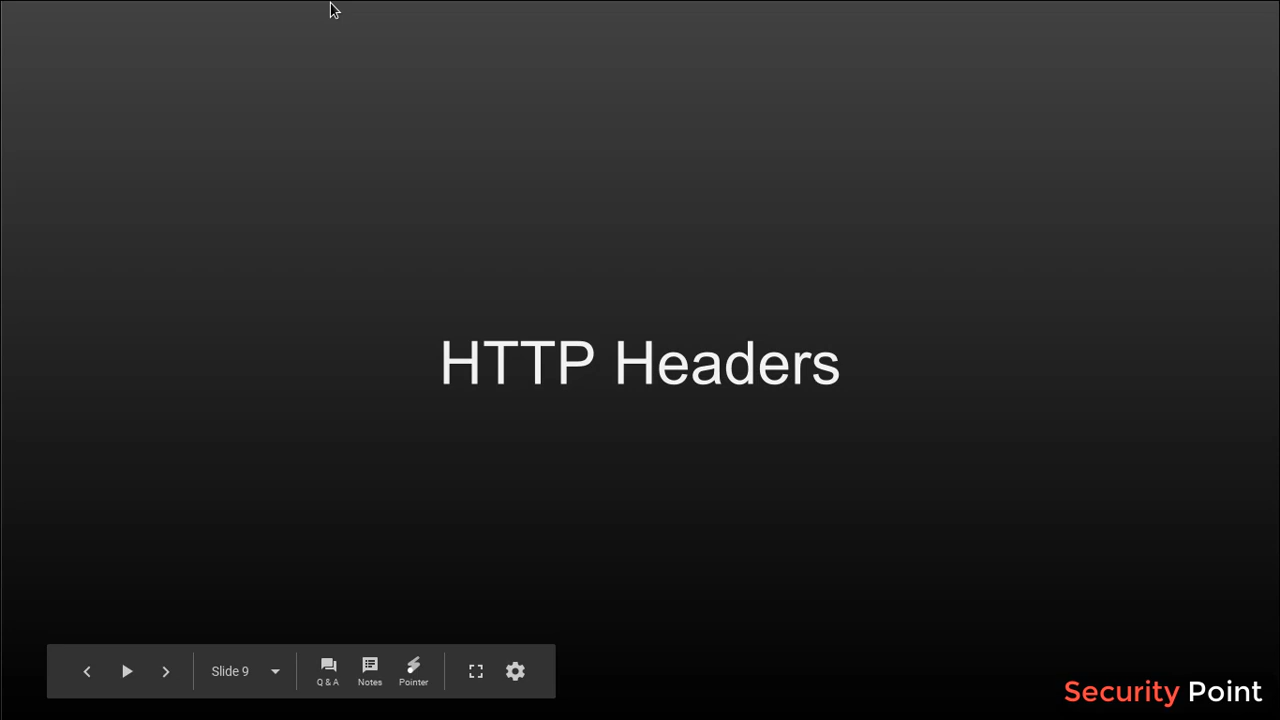 HTTP Headers
Slide 9
Q & A
Notes
Pointer
Security Point